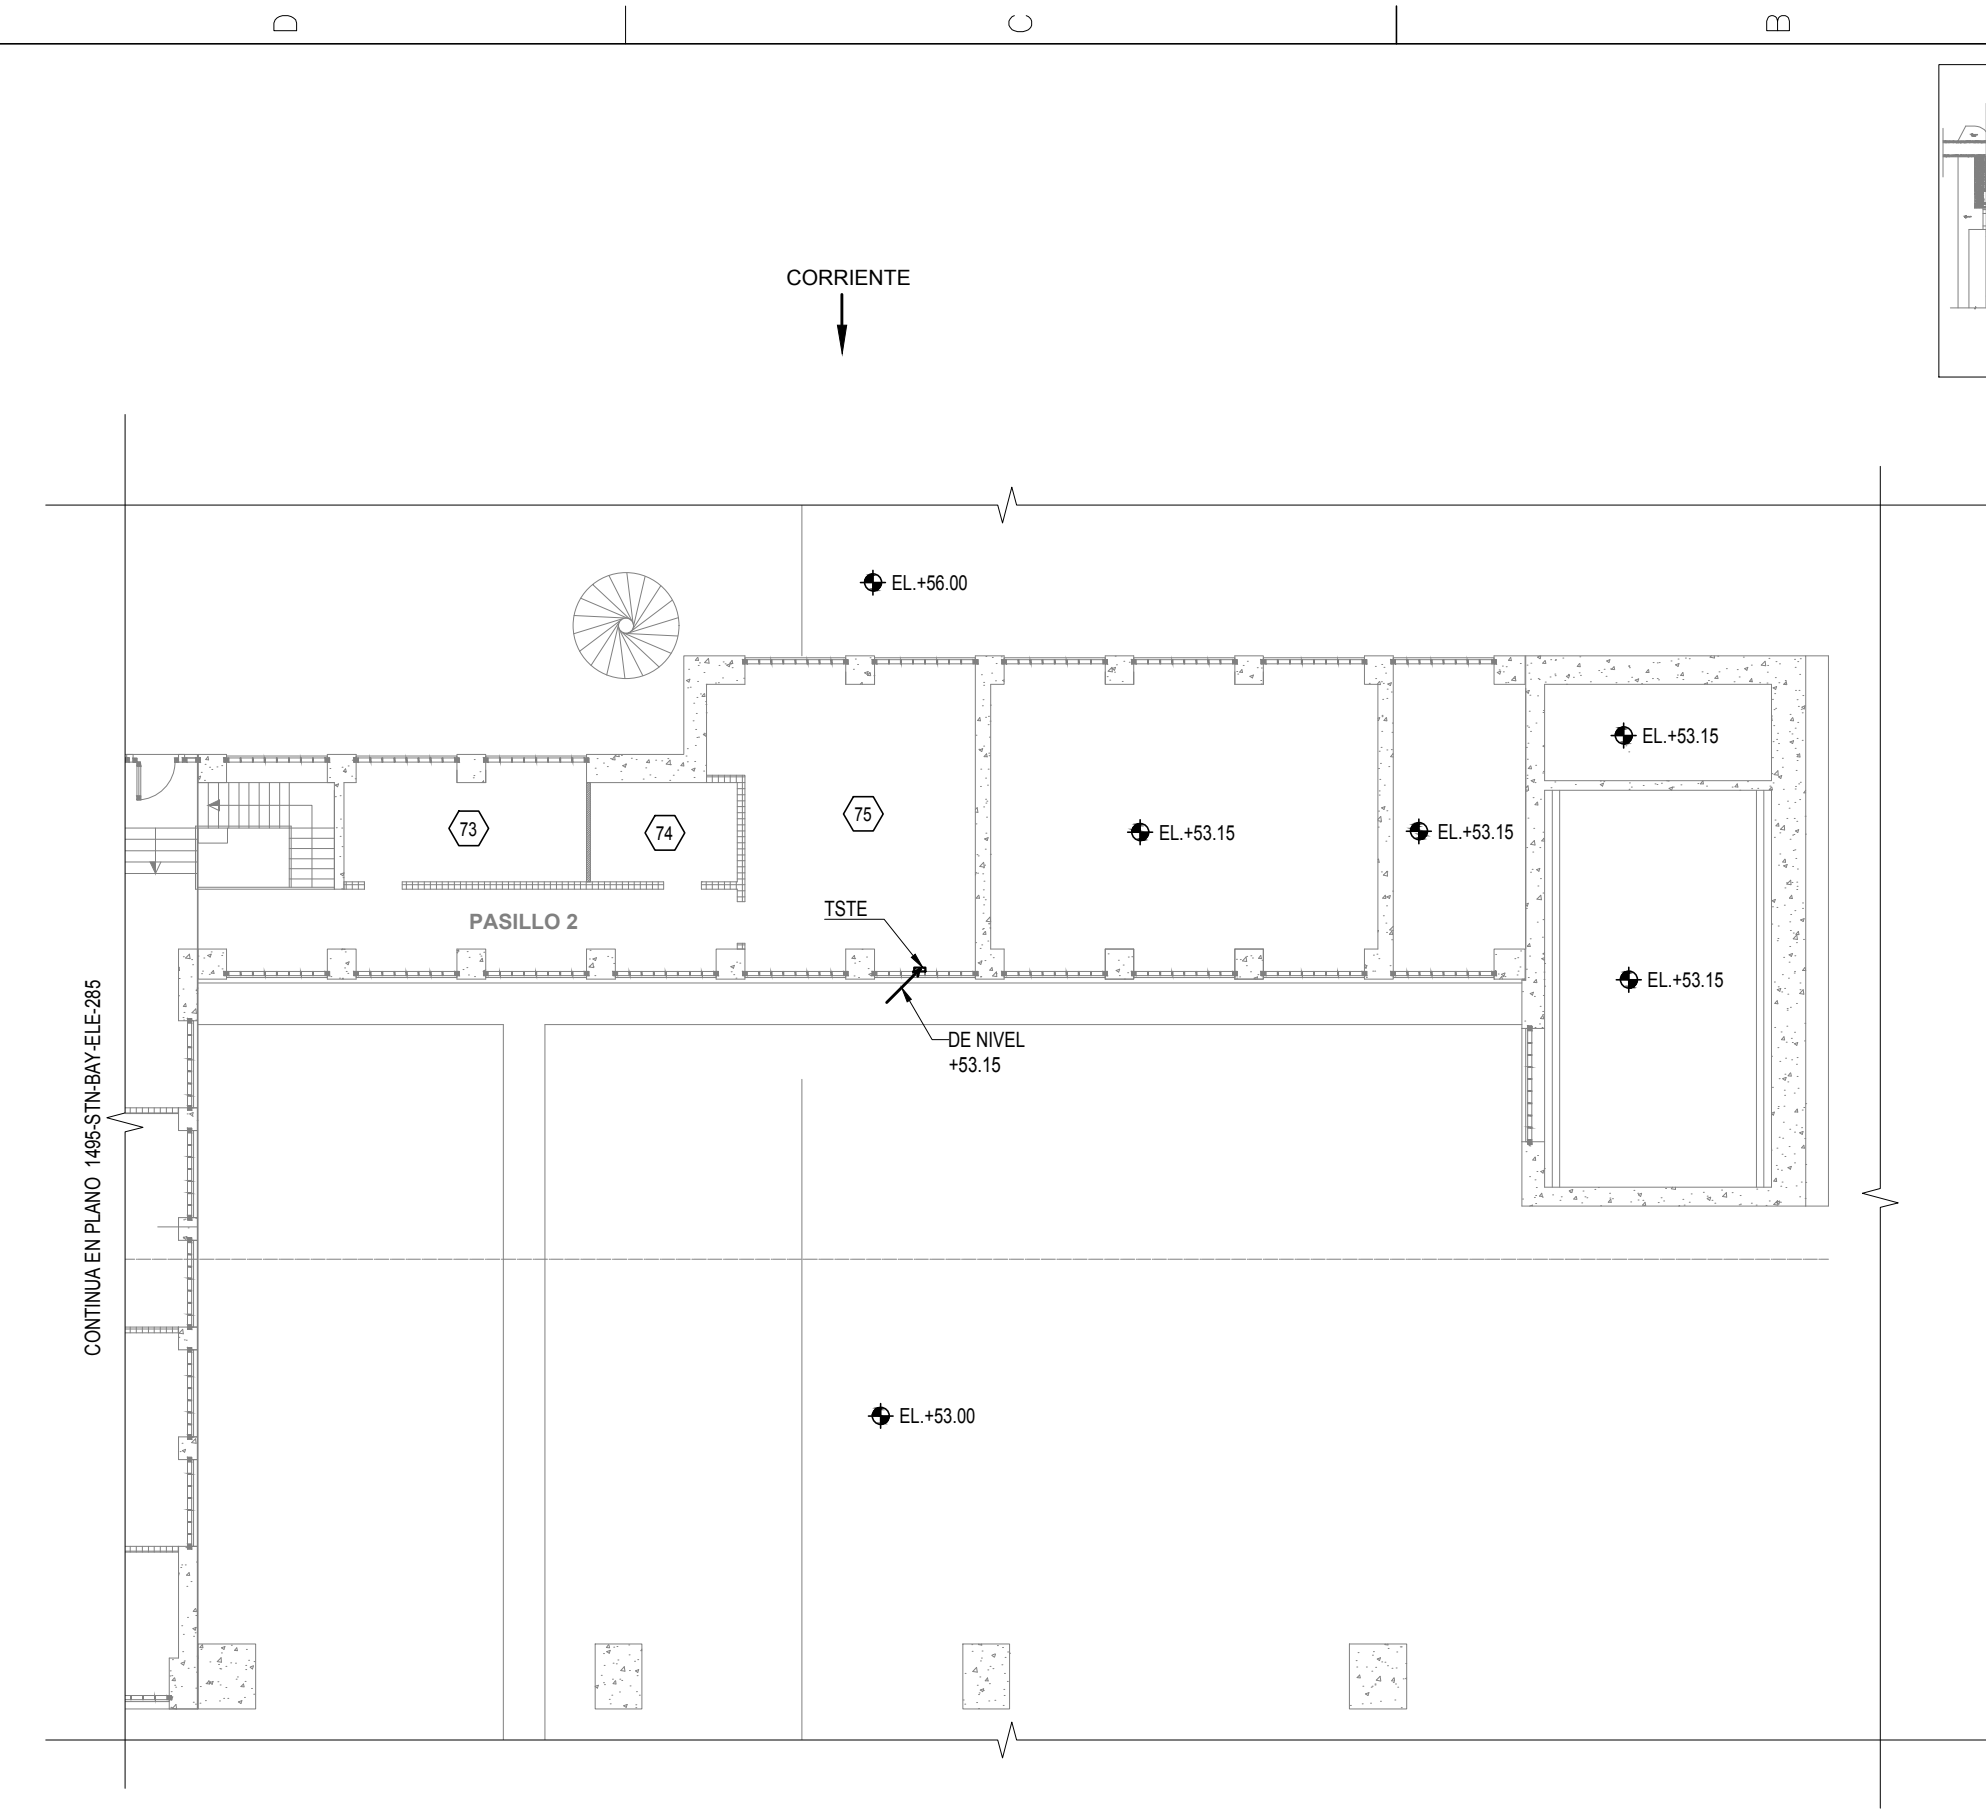 D
C
B
CORRIENTE
EL.+56.00
EL.+53.15
73
74
75
EL.+53.15
EL.+53.15
TSTE
PASILLO 2
EL.+53.15
DE NIVEL
+53.15
CONTINUA EN PLANO 1495-STN-BAY-ELE-285
EL.+53.00